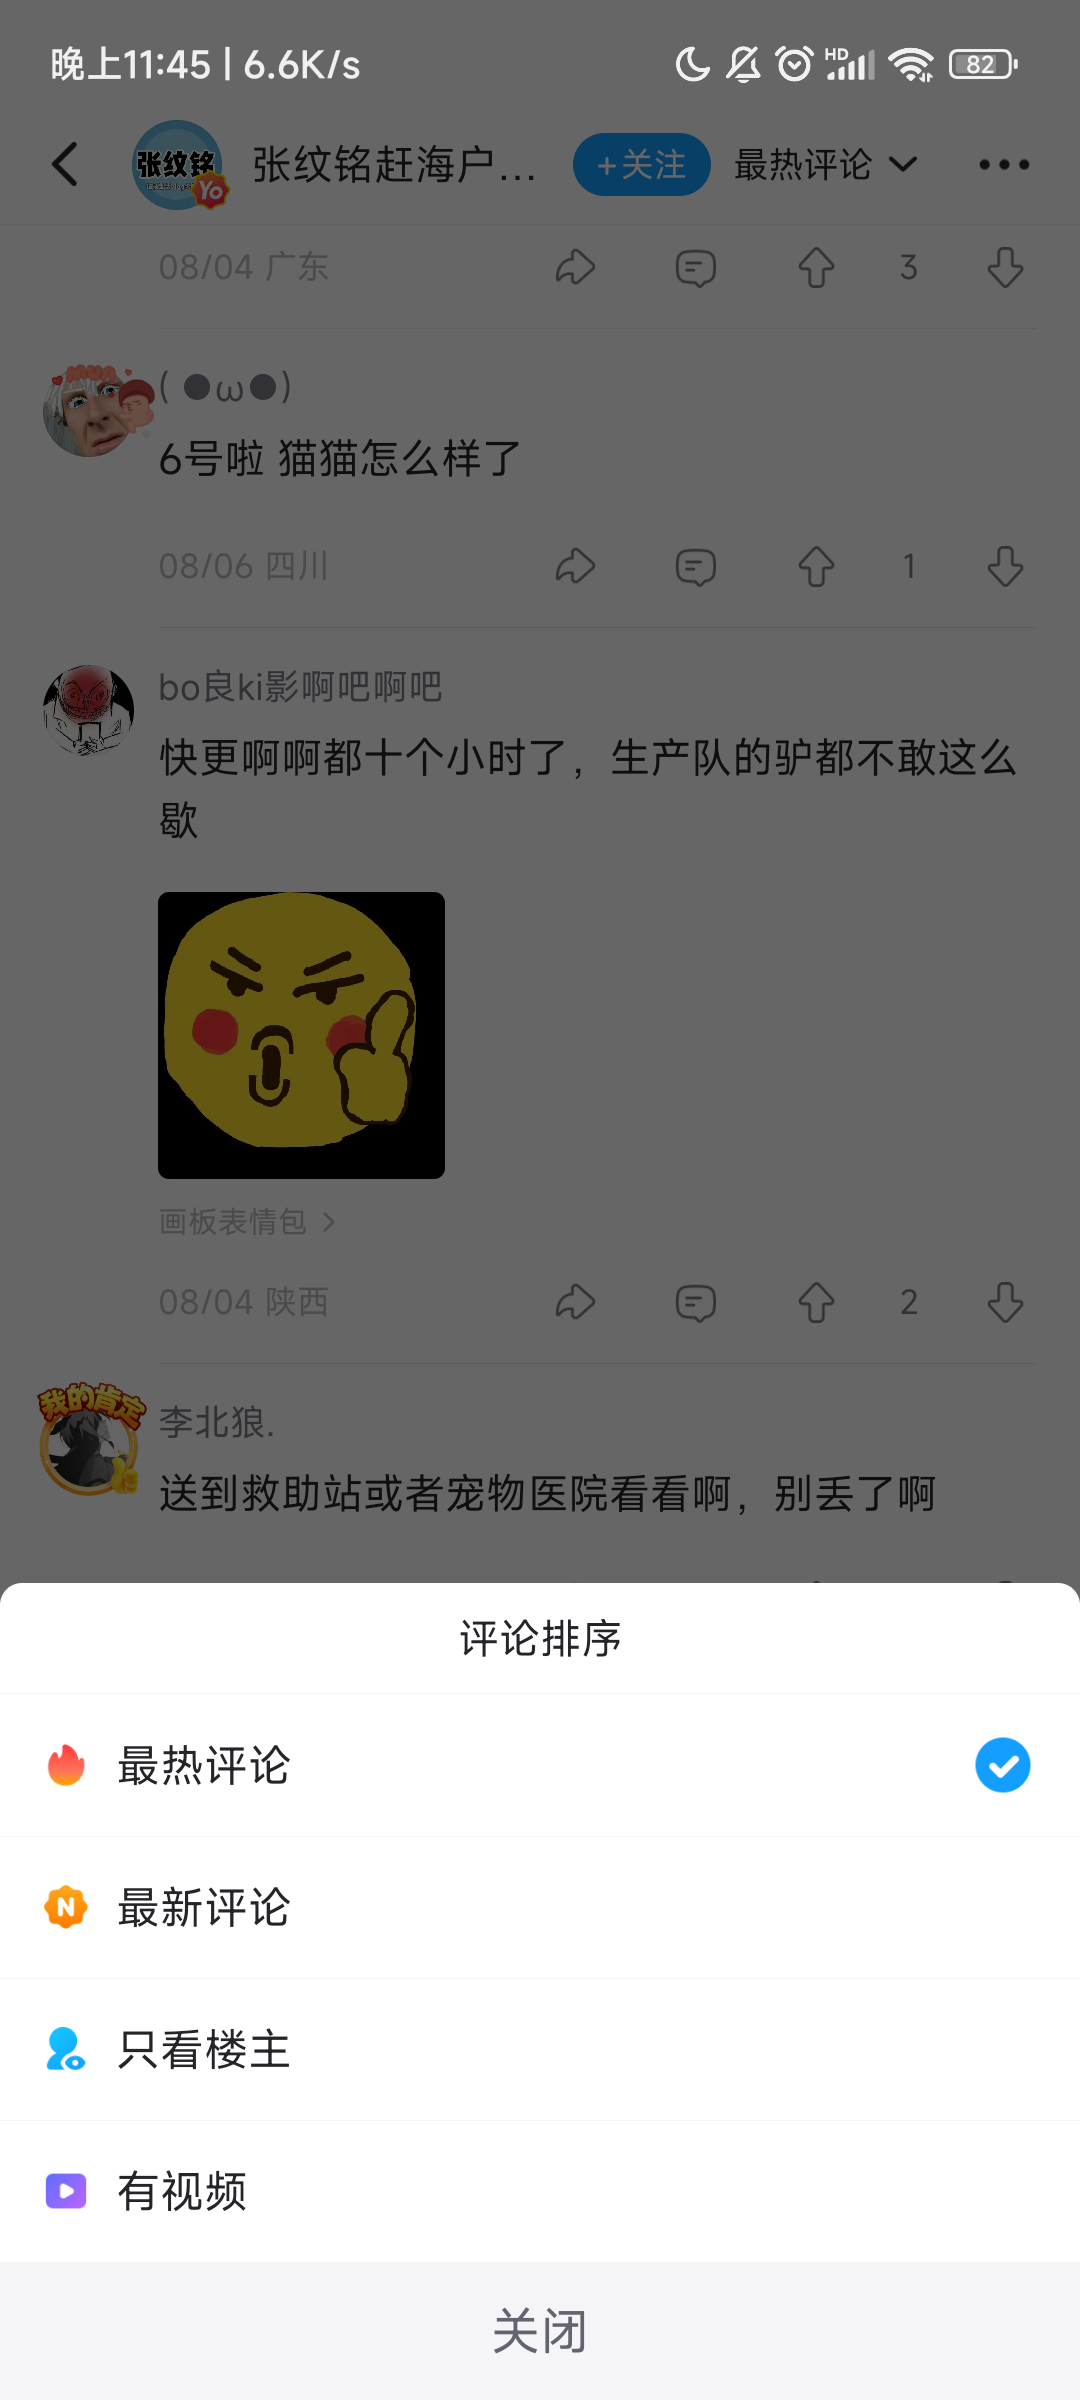 晚上11:45 | 6.6K/s
HD
82
张纹铭
Yo
张纹铭赶海户...
+关注
最热评论
08/04 广东
3
( ●ω●)
6号啦 猫猫怎么样了
08/06 四川
1
bo良ki影啊吧啊吧
快更啊啊都十个小时了，生产队的驴都不敢这么
歇
画板表情包 >
08/04 陕西
2
我的肯定
李北狼.
送到救助站或者宠物医院看看啊，别丢了啊
评论排序
最热评论
N
最新评论
只看楼主
有视频
关闭